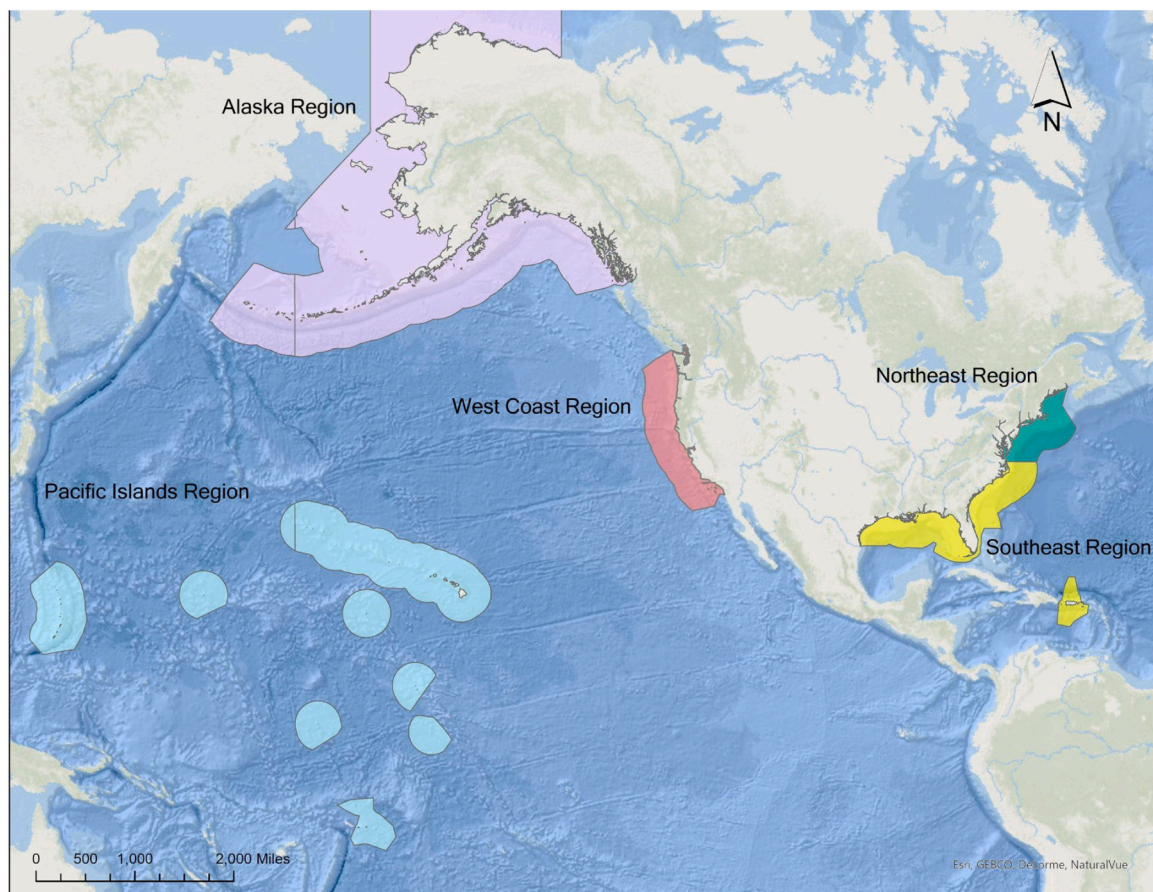 Alaska Region
N
Northeast Region
West Coast Region
Pacific Islands Region
Southeast Region
0 500 1,000 2,000 Miles
Esri, GEBCO, DeLorme, NaturalVue